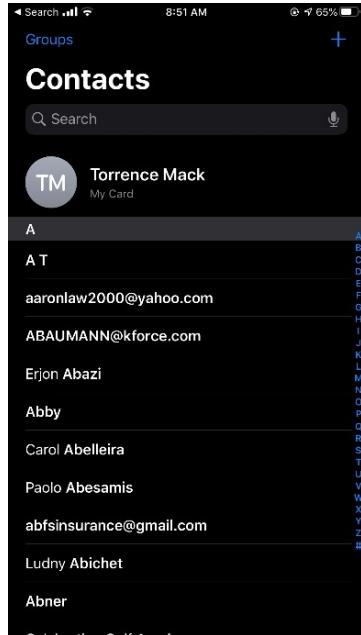 ◀ Search 8:51 AM 65%
Groups +
Contacts
Search
TM
Torrence Mack
My Card
A
A T
aaronlaw2000@yahoo.com
ABAUMANN@kforce.com
Erjon Abazi
Abby
Carol Abelleira
Paolo Abesamis
abfsinsurance@gmail.com
Ludny Abichet
Abner
A
B
C
D
E
F
G
H
I
J
K
L
M
N
O
P
Q
R
S
T
U
V
W
X
Y
Z
#